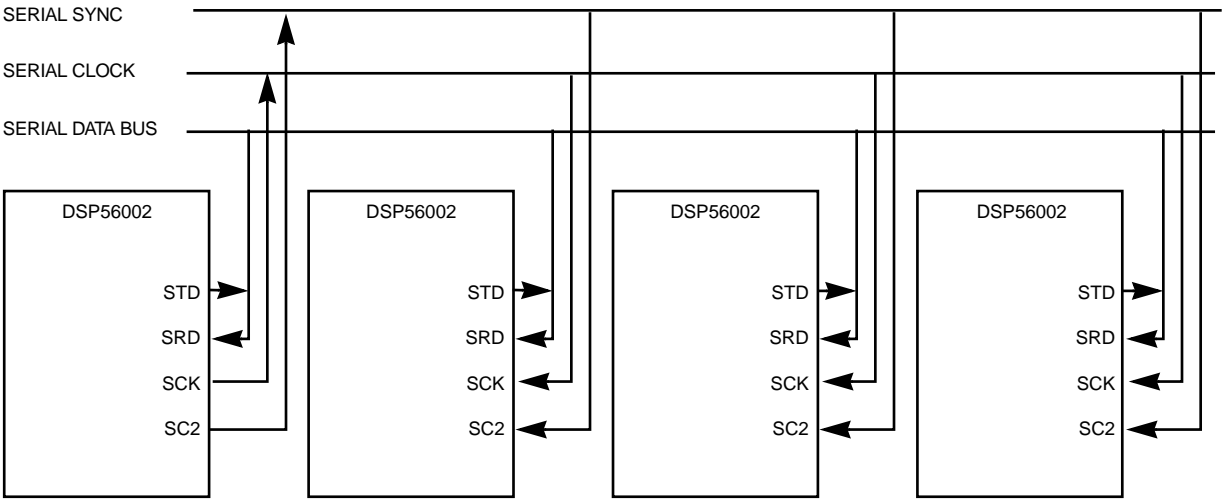 SERIAL SYNC
SERIAL CLOCK
SERIAL DATA BUS
DSP56002
STD
SRD
SCK
SC2
DSP56002
STD
SRD
SCK
SC2
DSP56002
STD
SRD
SCK
SC2
DSP56002
STD
SRD
SCK
SC2